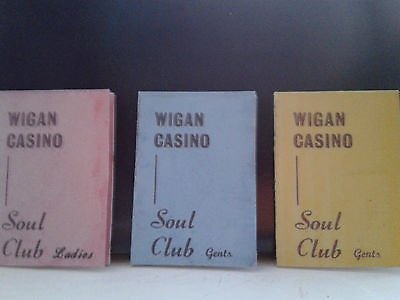 WIGAN
CASINO
Soul
Club Ladies
WIGAN
CASINO
Soul
Club Gents
WIGAN
CASINO
Soul
Club Gents